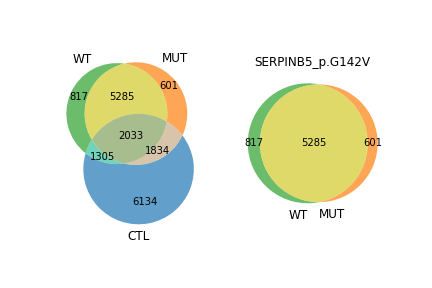 WT MUT
817 5285 601
2033
1305 1834
6134
CTL
SERPINB5_p.G142V
817 5285 601
WT MUT